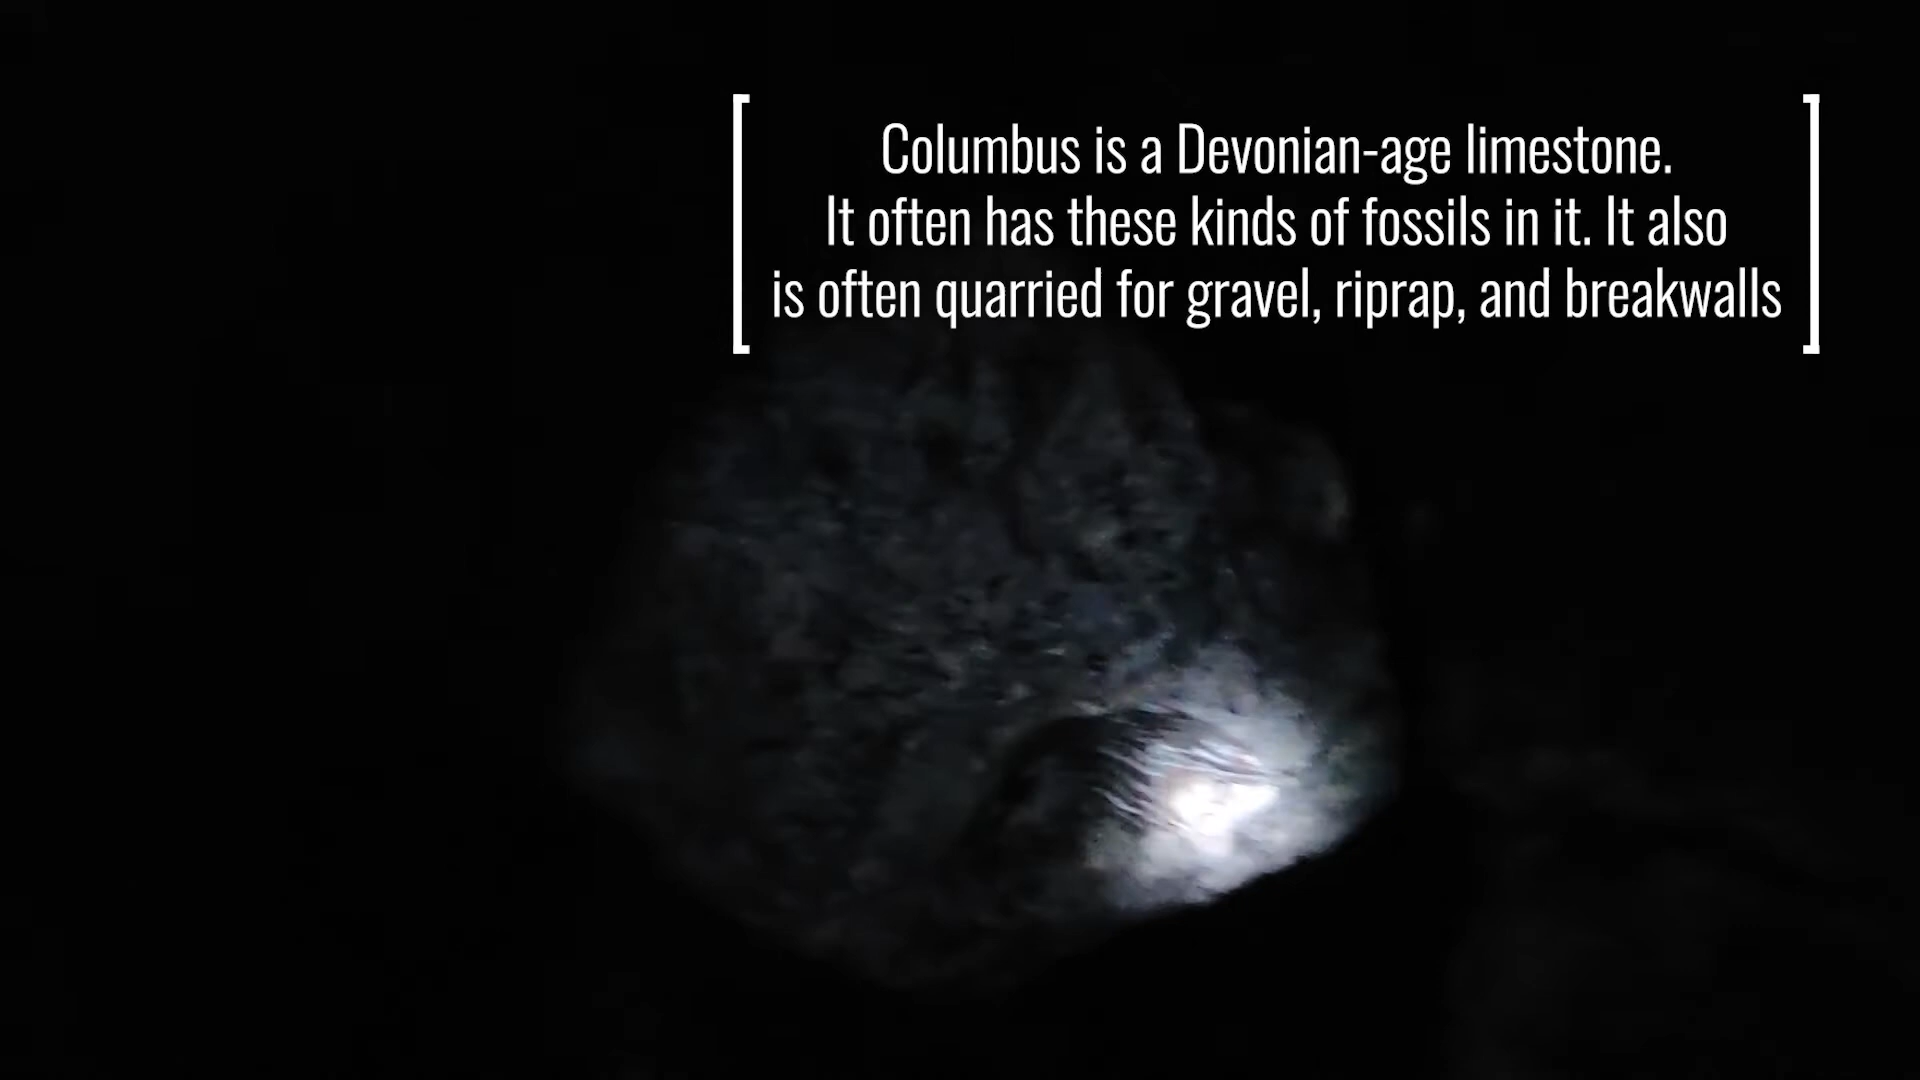 Columbus is a Devonian-age limestone.
It often has these kinds of fossils in it. It also
is often quarried for gravel, riprap, and breakwalls